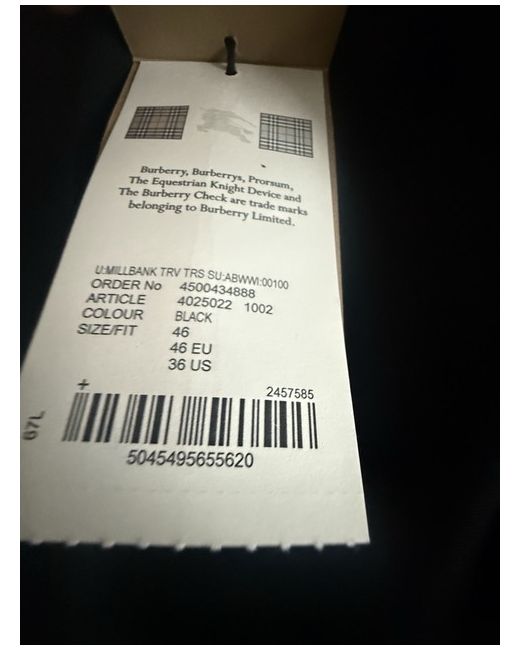 Burberry, Burberrys, Prorsum,
The Equestrian Knight Device and
The Burberry Check are trade marks
belonging to Burberry Limited.
U:MILLBANK TRV TRS SU:ABWWI:00100
ORDER No 4500434888
ARTICLE 4025022 1002
COLOUR BLACK
SIZE/FIT 46
46 EU
36 US
+
2457585
67L
5045495655620